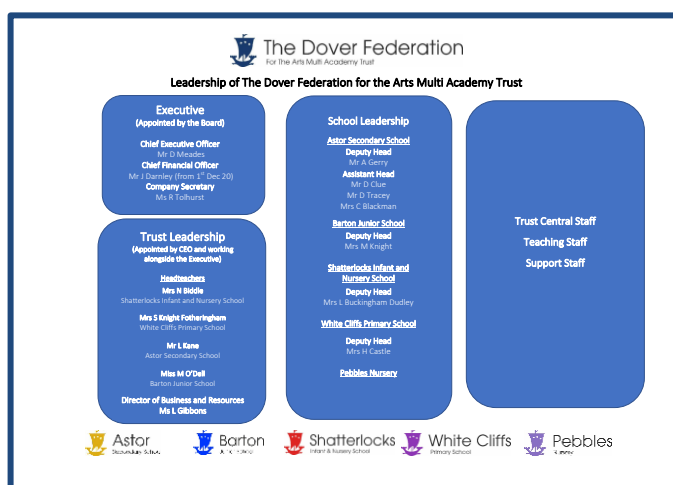 The Dover Federation
For The Arts Multi Academy Trust
Leadership of The Dover Federation for the Arts Multi Academy Trust
Executive
(Appointed by the Board)
Chief Executive Officer
Mr D Meades
Chief Financial Officer
Mr J Darnley (from 1st Dec 20)
Company Secretary
Ms R Tolhurst
Trust Leadership
(Appointed by CEO and working
alongside the Executive)
Headteachers
Mrs N Biddle
Shatterlocks Infant and Nursery School
Mrs S Knight Fotheringham
White Cliffs Primary School
Mr L Kane
Astor Secondary School
Miss M O'Dell
Barton Junior School
Director of Business and Resources
Ms L Gibbons
School Leadership
Astor Secondary School
Deputy Head
Mr A Gerry
Assistant Head
Mr D Clue
Mr D Tracey
Mrs C Blackman
Barton Junior School
Deputy Head
Mrs M Knight
Shatterlocks Infant and
Nursery School
Deputy Head
Mrs L Buckingham Dudley
White Cliffs Primary School
Deputy Head
Mrs H Castle
Pebbles Nursery
Trust Central Staff
Teaching Staff
Support Staff
Astor
Secondary School
Barton
Junior School
Shatterlocks
Infant & Nursery School
White Cliffs
Primary School
Pebbles
Nursery